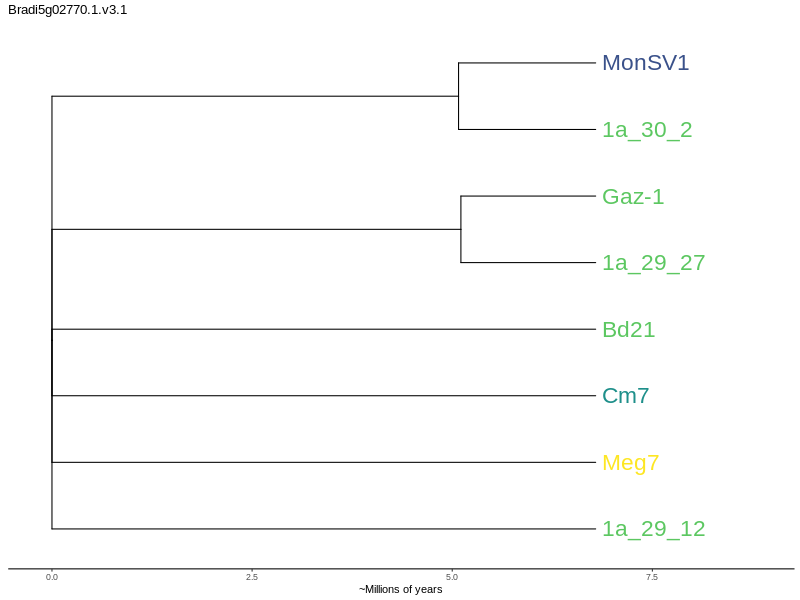 Bradi5g02770.1.v3.1
MonSV1
1a_30_2
Gaz-1
1a_29_27
Bd21
Cm7
Meg7
1a_29_12
0.0 2.5 5.0 7.5
~Millions of years